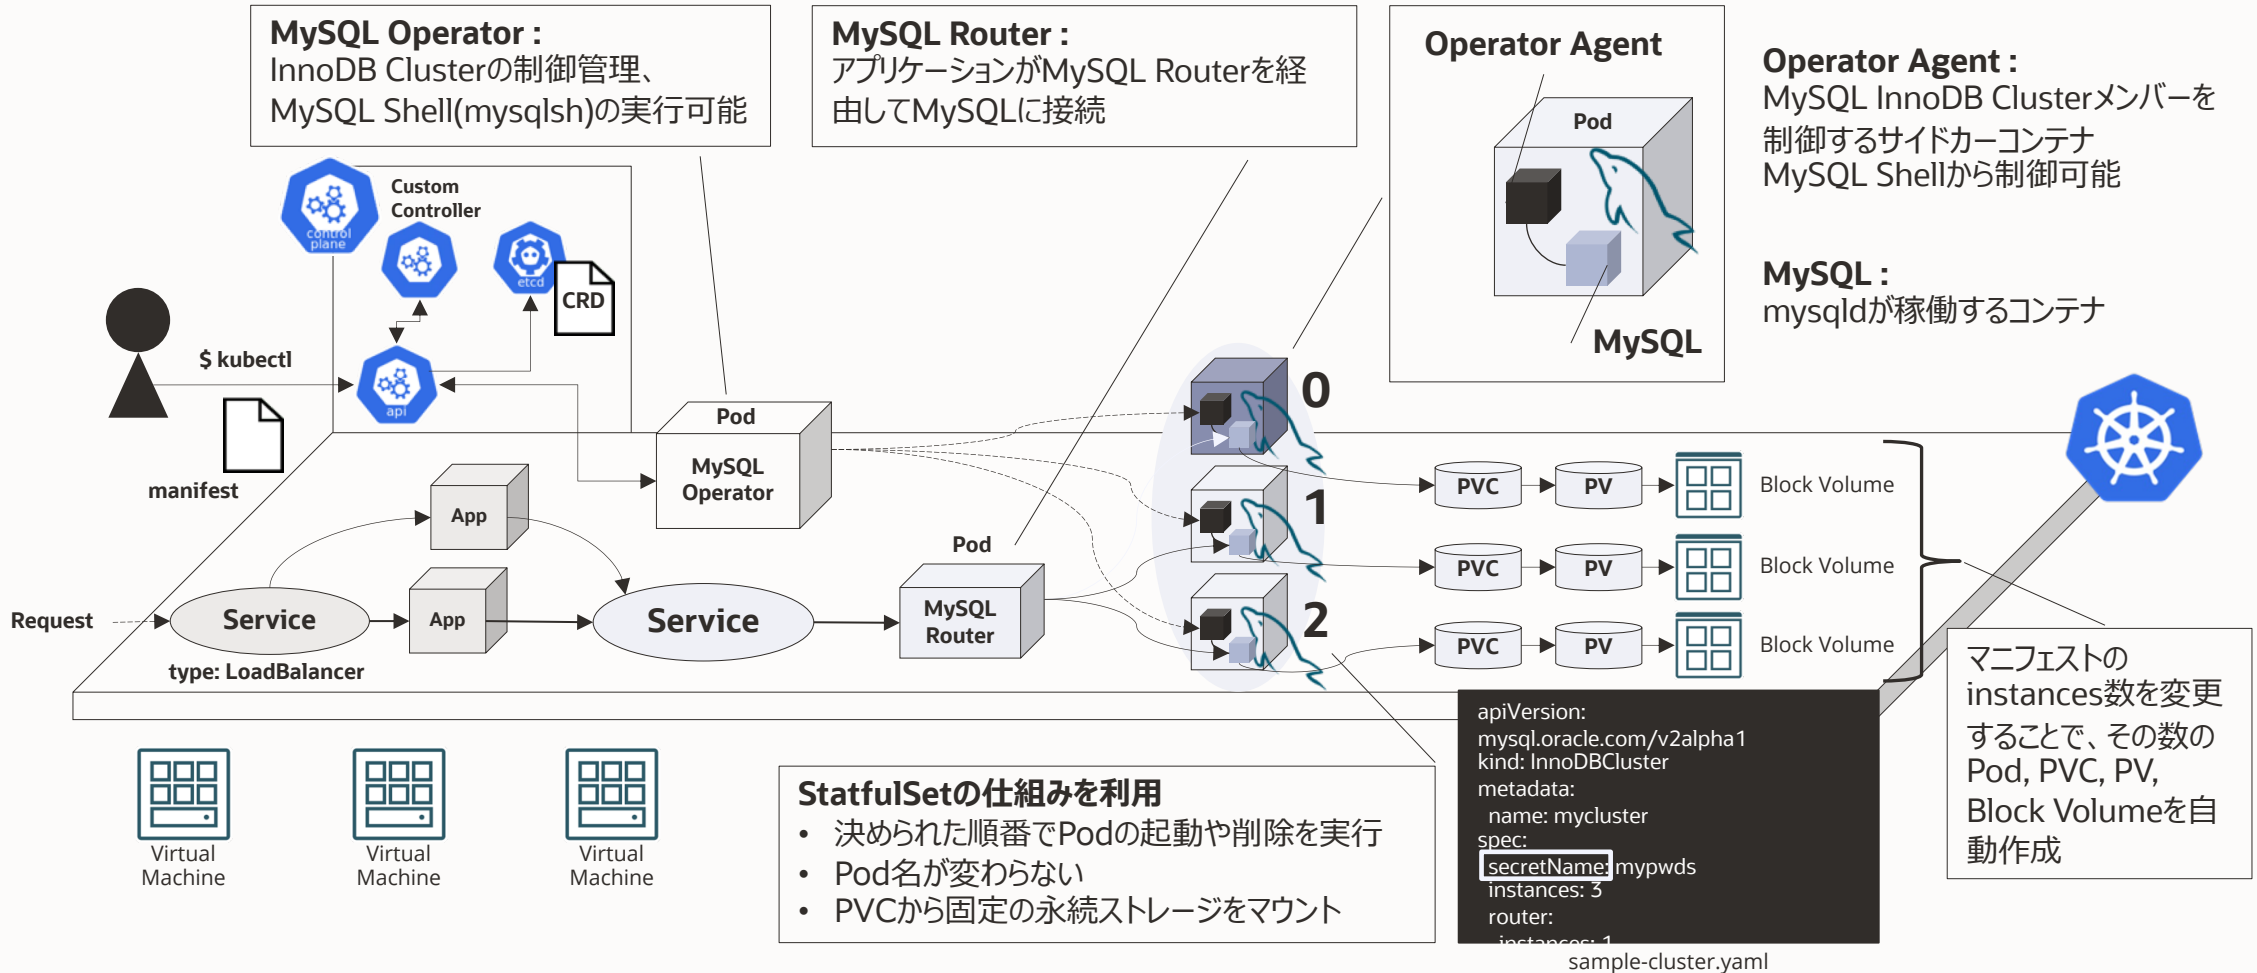 MySQL Operator :
InnoDB Clusterの制御管理、
MySQL Shell(mysqlsh)の実行可能
MySQL Router :
アプリケーションがMySQL Routerを経
由してMySQLに接続
Operator Agent
Pod
MySQL
Operator Agent :
MySQL InnoDB Clusterメンバーを
制御するサイドカーコンテナ
MySQL Shellから制御可能
MySQL :
mysqldが稼働するコンテナ
control
plane
Custom
Controller
etcd
CRD
$ kubectl
api
manifest
Pod
MySQL
Operator
0
1
2
App
App
Request
Service
type: LoadBalancer
Service
Pod
MySQL
Router
PVC
PV
Block Volume
PVC
PV
Block Volume
PVC
PV
Block Volume
マニフェストの
instances数を変更
することで、その数の
Pod, PVC, PV,
Block Volumeを自
動作成
Virtual
Machine
Virtual
Machine
Virtual
Machine
StatfulSetの仕組みを利用
• 決められた順番でPodの起動や削除を実行
• Pod名が変わらない
• PVCから固定の永続ストレージをマウント
apiVersion:
mysql.oracle.com/v2alpha1
kind: InnoDBCluster
metadata:
name: mycluster
spec:
secretName: mypwds
instances: 3
router:
instances: 1
sample-cluster.yaml